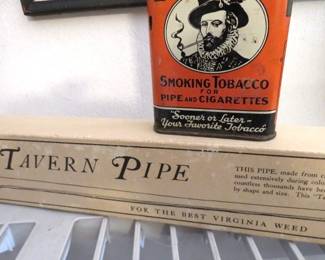 SMOKING TOBACCO
FOR
PIPE AND CIGARETTES
"Sooner or Later-
Your Favorite Tobacco"
TAVERN PIPE
THIS PIPE, made from
used extensively during
countless thousands have
by shape and size. This
FOR THE BEST VIRGINIA WEED